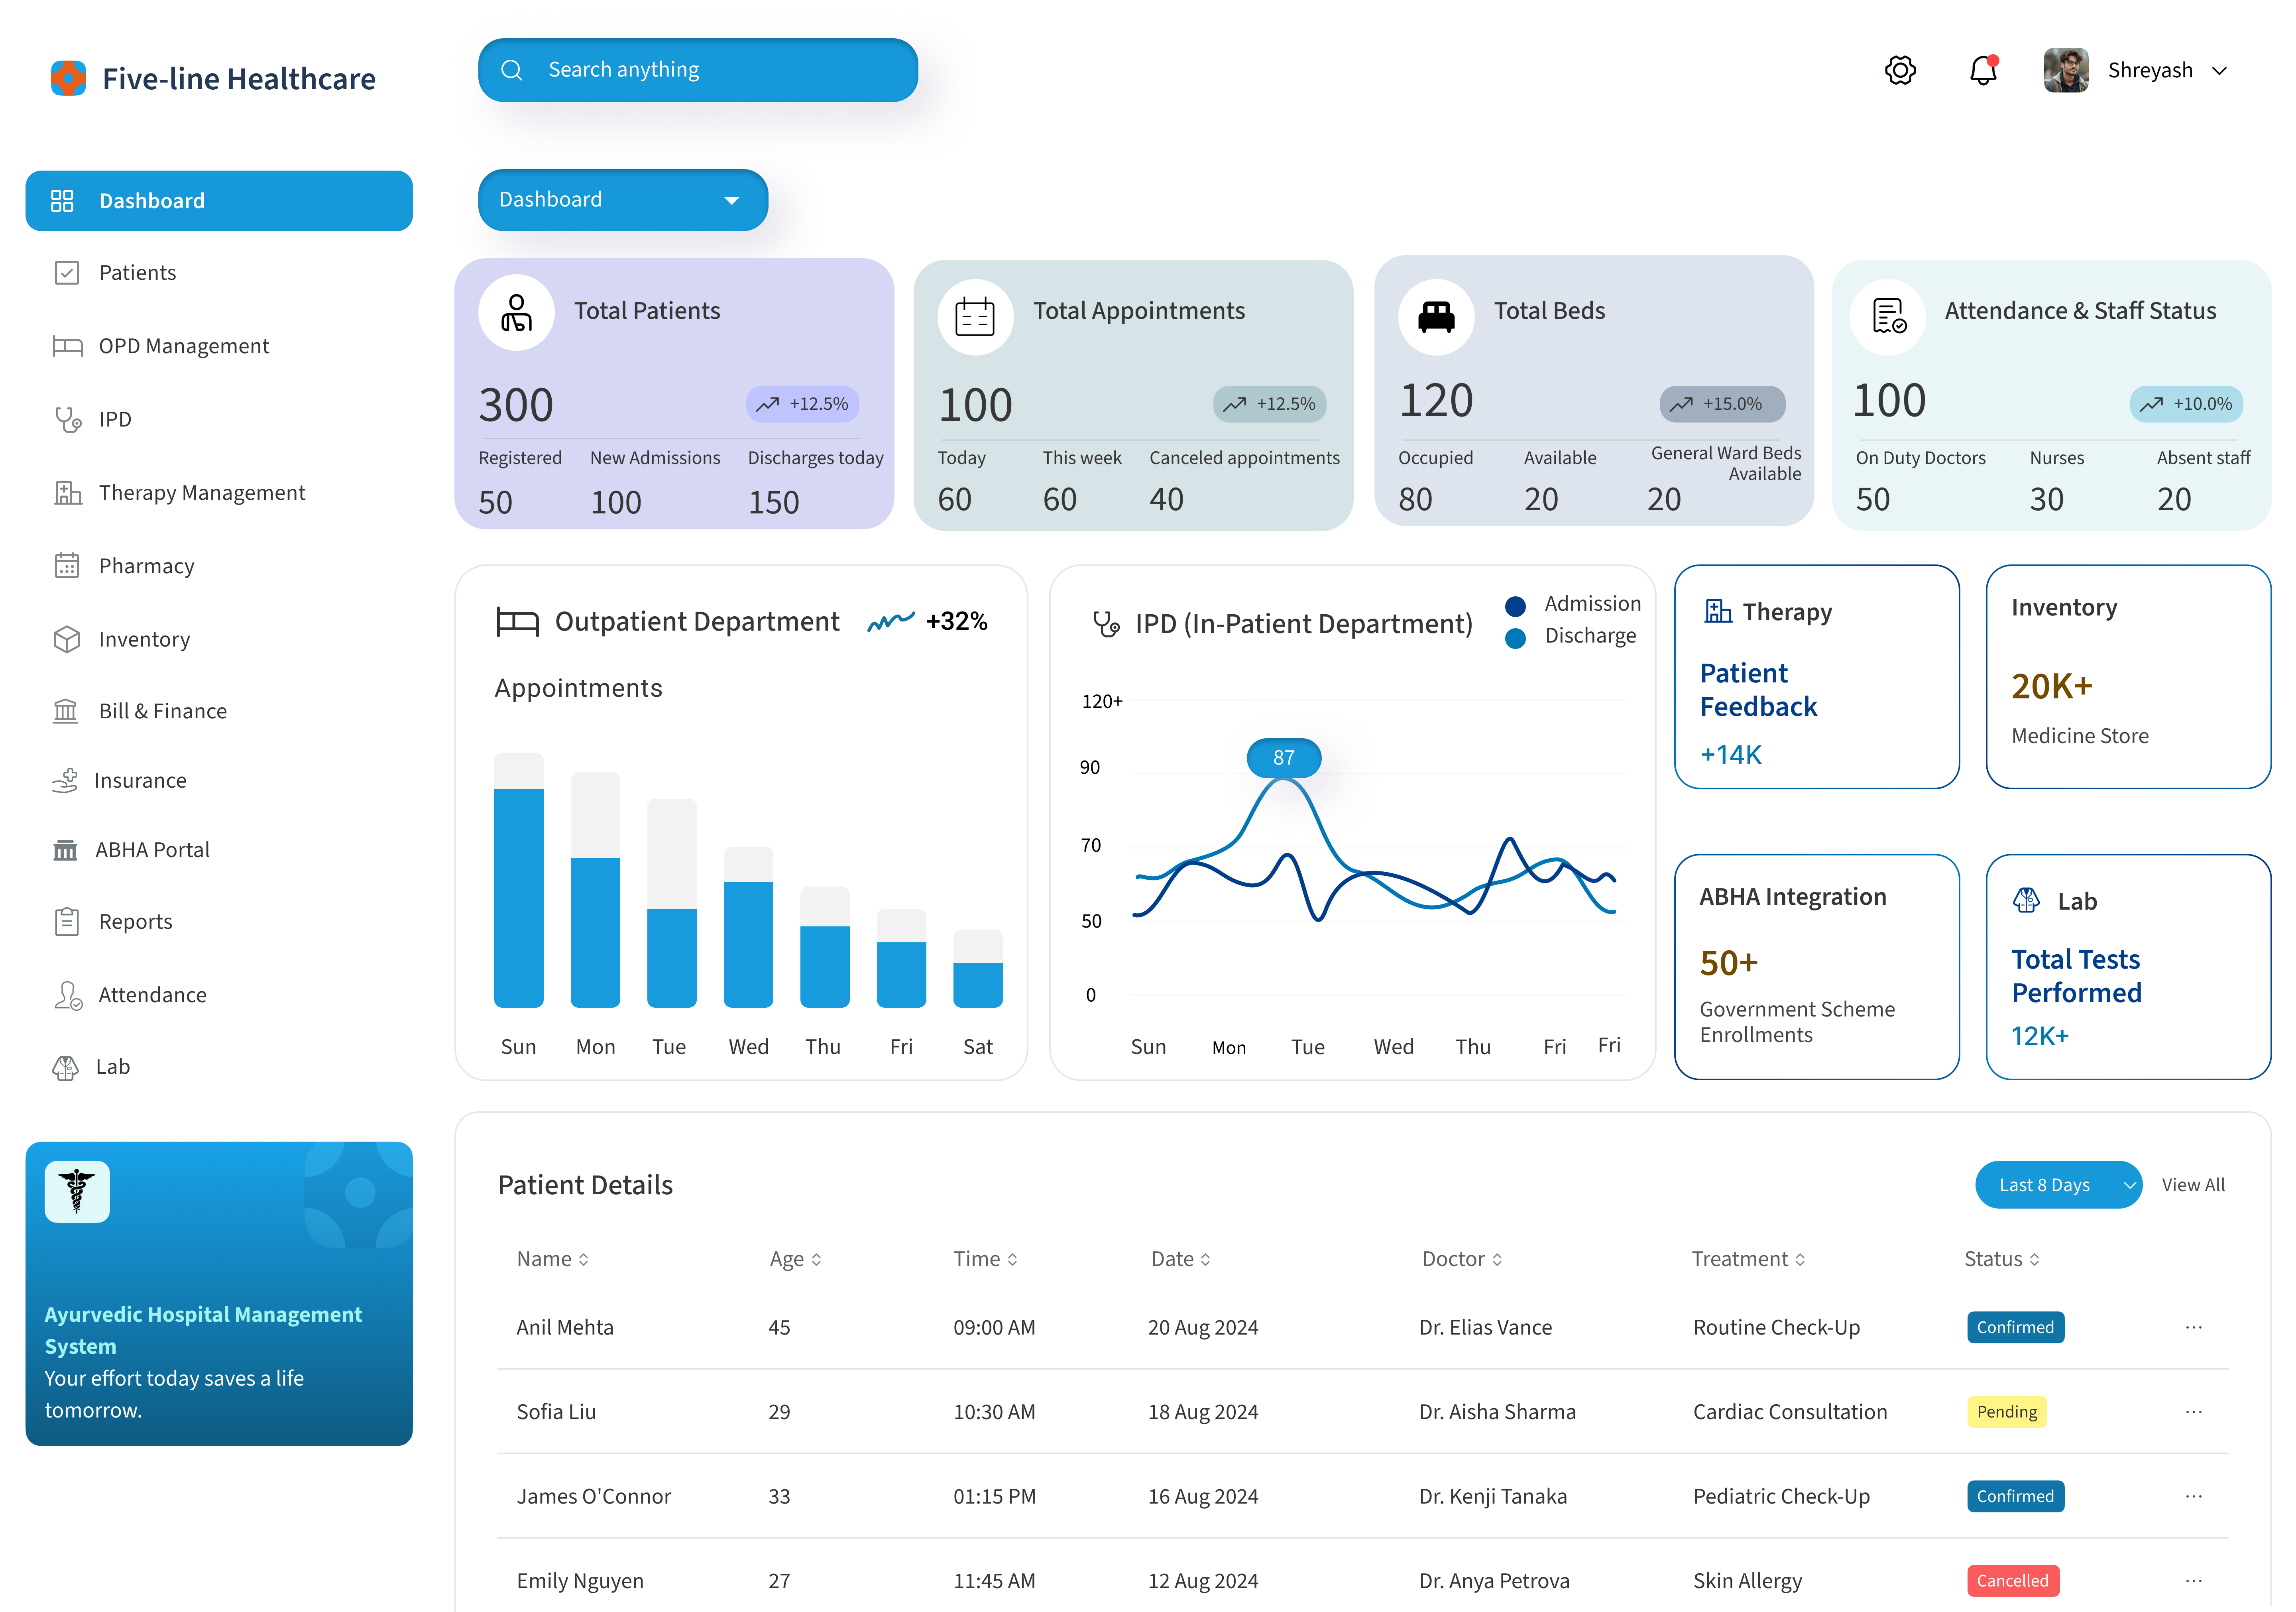 Five-line Healthcare
Search anything
Shreyash
Dashboard
Patients
OPD Management
IPD
Therapy Management
Pharmacy
Inventory
Bill & Finance
Insurance
ABHA Portal
Reports
Attendance
Lab
Ayurvedic Hospital Management
System
Your effort today saves a life
tomorrow.
Dashboard
Total Patients
300
+12.5%
Registered New Admissions Discharges today
50 100 150
Total Appointments
100
+12.5%
Today This week Canceled appointments
60 60 40
Total Beds
120
+15.0%
Occupied Available General Ward Beds
Available
80 20 20
Attendance & Staff Status
100
+10.0%
On Duty Doctors Nurses Absent staff
50 30 20
Outpatient Department +32%
Appointments
Sun Mon Tue Wed Thu Fri Sat
IPD (In-Patient Department)
Admission
Discharge
120+
90
70
50
0
87
Sun Mon Tue Wed Thu Fri Fri
Therapy
Patient
Feedback
+14K
Inventory
20K+
Medicine Store
ABHA Integration
50+
Government Scheme
Enrollments
Lab
Total Tests
Performed
12K+
Patient Details
Last 8 Days View All
Name Age Time Date Doctor Treatment Status
Anil Mehta 45 09:00 AM 20 Aug 2024 Dr. Elias Vance Routine Check-Up Confirmed ...
Sofia Liu 29 10:30 AM 18 Aug 2024 Dr. Aisha Sharma Cardiac Consultation Pending ...
James O'Connor 33 01:15 PM 16 Aug 2024 Dr. Kenji Tanaka Pediatric Check-Up Confirmed ...
Emily Nguyen 27 11:45 AM 12 Aug 2024 Dr. Anya Petrova Skin Allergy Cancelled ...